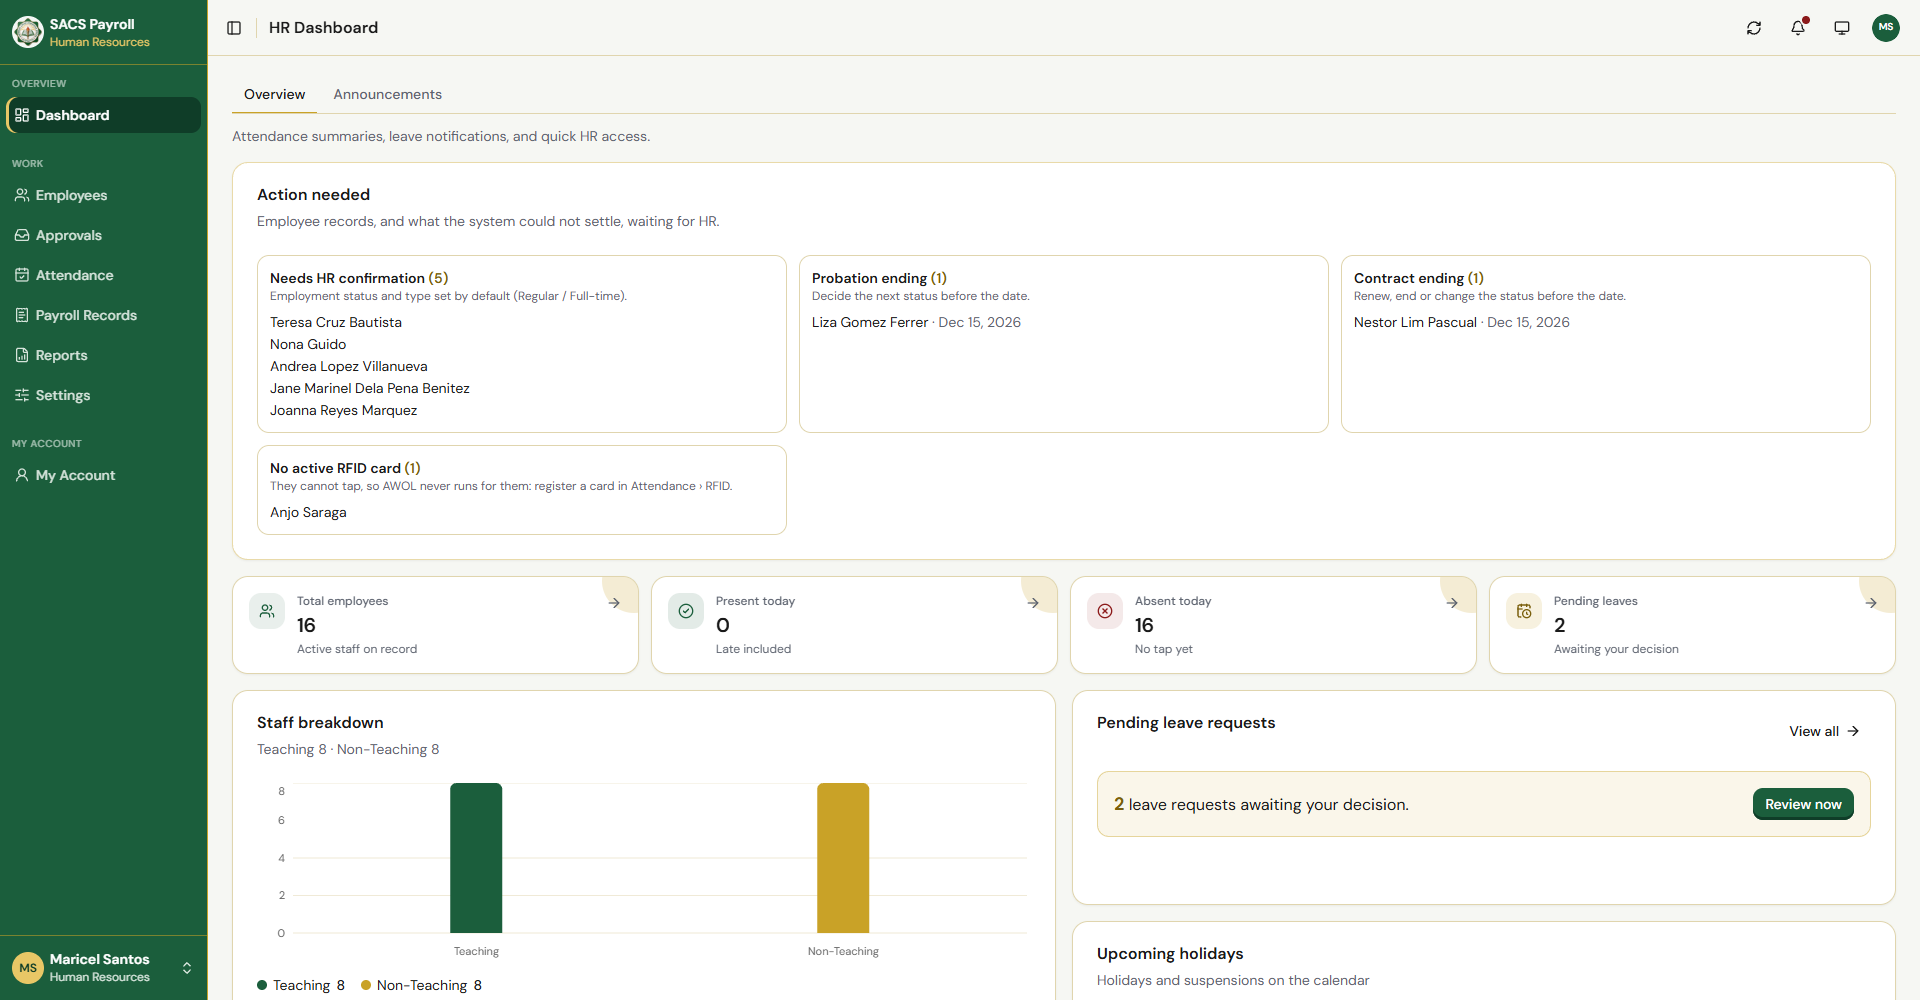 SACS Payroll
Human Resources
OVERVIEW
Dashboard
WORK
Employees
Approvals
Attendance
Payroll Records
Reports
Settings
MY ACCOUNT
My Account
MS
Maricel Santos
Human Resources
HR Dashboard
MS
Overview
Announcements
Attendance summaries, leave notifications, and quick HR access.
Action needed
Employee records, and what the system could not settle, waiting for HR.
Needs HR confirmation (5)
Employment status and type set by default (Regular / Full-time).
Teresa Cruz Bautista
Nona Guido
Andrea Lopez Villanueva
Jane Marinel Dela Pena Benitez
Joanna Reyes Marquez
Probation ending (1)
Decide the next status before the date.
Liza Gomez Ferrer · Dec 15, 2026
Contract ending (1)
Renew, end or change the status before the date.
Nestor Lim Pascual · Dec 15, 2026
No active RFID card (1)
They cannot tap, so AWOL never runs for them: register a card in Attendance › RFID.
Anjo Saraga
Total employees
16
Active staff on record
Present today
0
Late included
Absent today
16
No tap yet
Pending leaves
2
Awaiting your decision
Staff breakdown
Teaching 8 · Non-Teaching 8
8
6
4
2
0
Teaching
Non-Teaching
Teaching 8
Non-Teaching 8
Pending leave requests
View all
2 leave requests awaiting your decision.
Review now
Upcoming holidays
Holidays and suspensions on the calendar